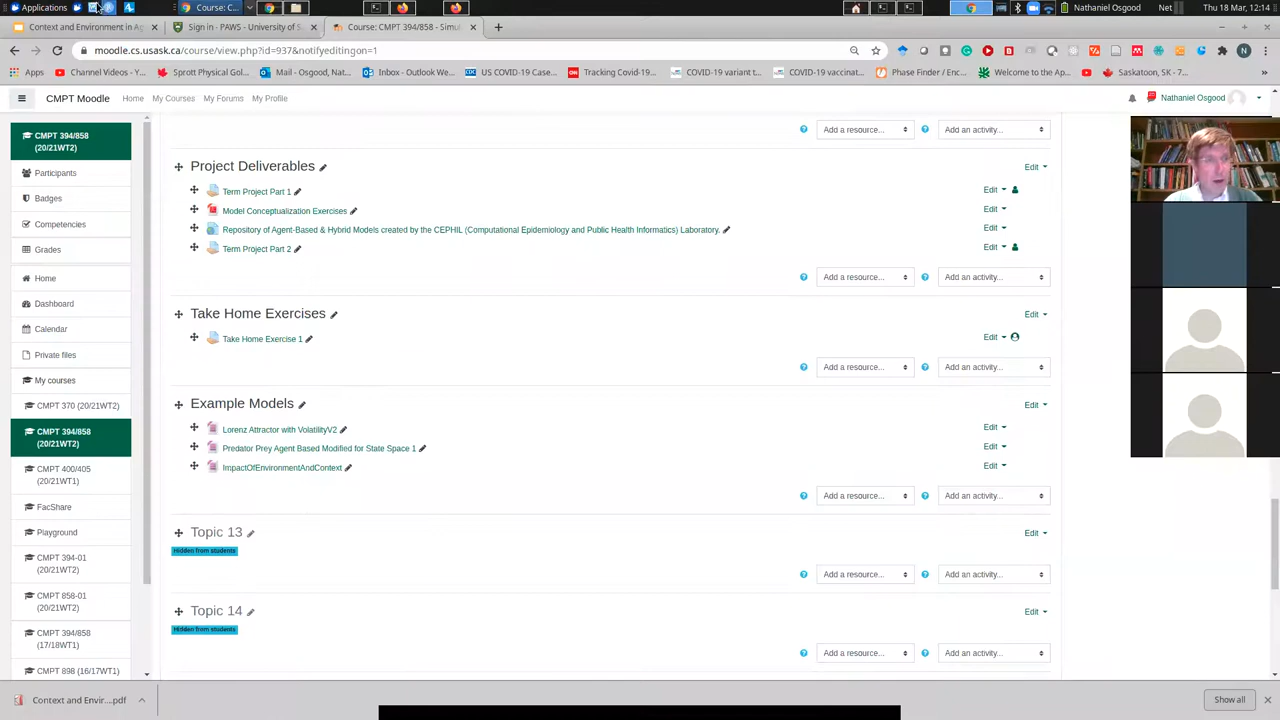 Applications
Course: C...
Nathaniel Osgood
Net
Thu 18 Mar, 12:14
Context and Environment in Ag
Sign in - PAWS - University of S
Course: CMPT 394/858 - Simul
moodle.cs.usask.ca/course/view.php?id=937&notifyeditingon=1
Apps
Channel Videos - Y...
Sprott Physical Gol...
Mail - Osgood, Nat...
Inbox - Outlook We...
US COVID-19 Case...
Tracking Covid-19...
COVID-19 variant t...
COVID-19 vaccinat...
Phase Finder / Enc...
Welcome to the Ap...
Saskatoon, SK - 7...
CMPT Moodle
Home
My Courses
My Forums
My Profile
Nathaniel Osgood
CMPT 394/858
(20/21WT2)
Participants
Badges
Competencies
Grades
Home
Dashboard
Calendar
Private files
My courses
CMPT 370 (20/21WT2)
CMPT 394/858
(20/21WT2)
CMPT 400/405
(20/21WT1)
FacShare
Playground
CMPT 394-01
(20/21WT2)
CMPT 858-01
(20/21WT2)
CMPT 394/858
(17/18WT1)
CMPT 898 (16/17WT1)
Add a resource...
Add an activity...
Project Deliverables
Edit
Term Project Part 1
Edit
Model Conceptualization Exercises
Edit
Repository of Agent-Based & Hybrid Models created by the CEPHIL (Computational Epidemiology and Public Health Informatics) Laboratory.
Edit
Term Project Part 2
Edit
Add a resource...
Add an activity...
Take Home Exercises
Edit
Take Home Exercise 1
Edit
Add a resource...
Add an activity...
Example Models
Edit
Lorenz Attractor with VolatilityV2
Edit
Predator Prey Agent Based Modified for State Space 1
Edit
ImpactOfEnvironmentAndContext
Edit
Add a resource...
Add an activity...
Topic 13
Edit
Hidden from students
Add a resource...
Add an activity...
Topic 14
Edit
Hidden from students
Add a resource...
Add an activity...
Context and Envir....pdf
Show all